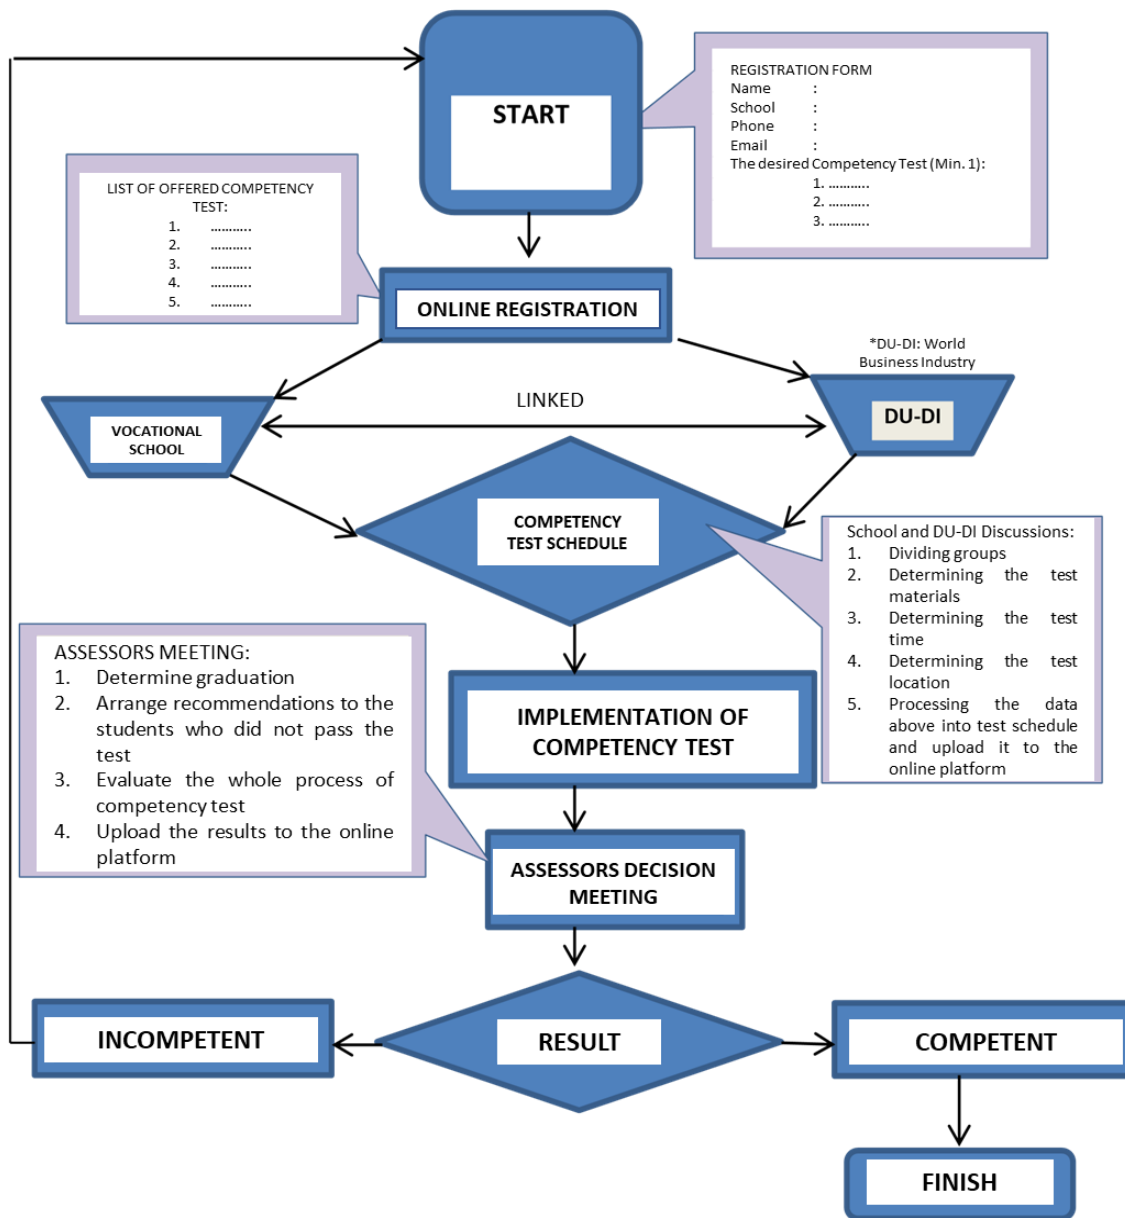 START
REGISTRATION FORM
Name :
School :
Phone :
Email :
The desired Competency Test (Min. 1):
1. ...........
2. ...........
3. ...........
LIST OF OFFERED COMPETENCY
TEST:
1. ...........
2. ...........
3. ...........
4. ...........
5. ...........
ONLINE REGISTRATION
*DU-DI: World
Business Industry
LINKED
VOCATIONAL
SCHOOL
DU-DI
COMPETENCY
TEST SCHEDULE
School and DU-DI Discussions:
1. Dividing groups
2. Determining the test
materials
3. Determining the test
time
4. Determining the test
location
5. Processing the data
above into test schedule
and upload it to the
online platform
ASSESSORS MEETING:
1. Determine graduation
2. Arrange recommendations to the
students who did not pass the
test
3. Evaluate the whole process of
competency test
4. Upload the results to the online
platform
IMPLEMENTATION OF
COMPETENCY TEST
ASSESSORS DECISION
MEETING
INCOMPETENT
RESULT
COMPETENT
FINISH